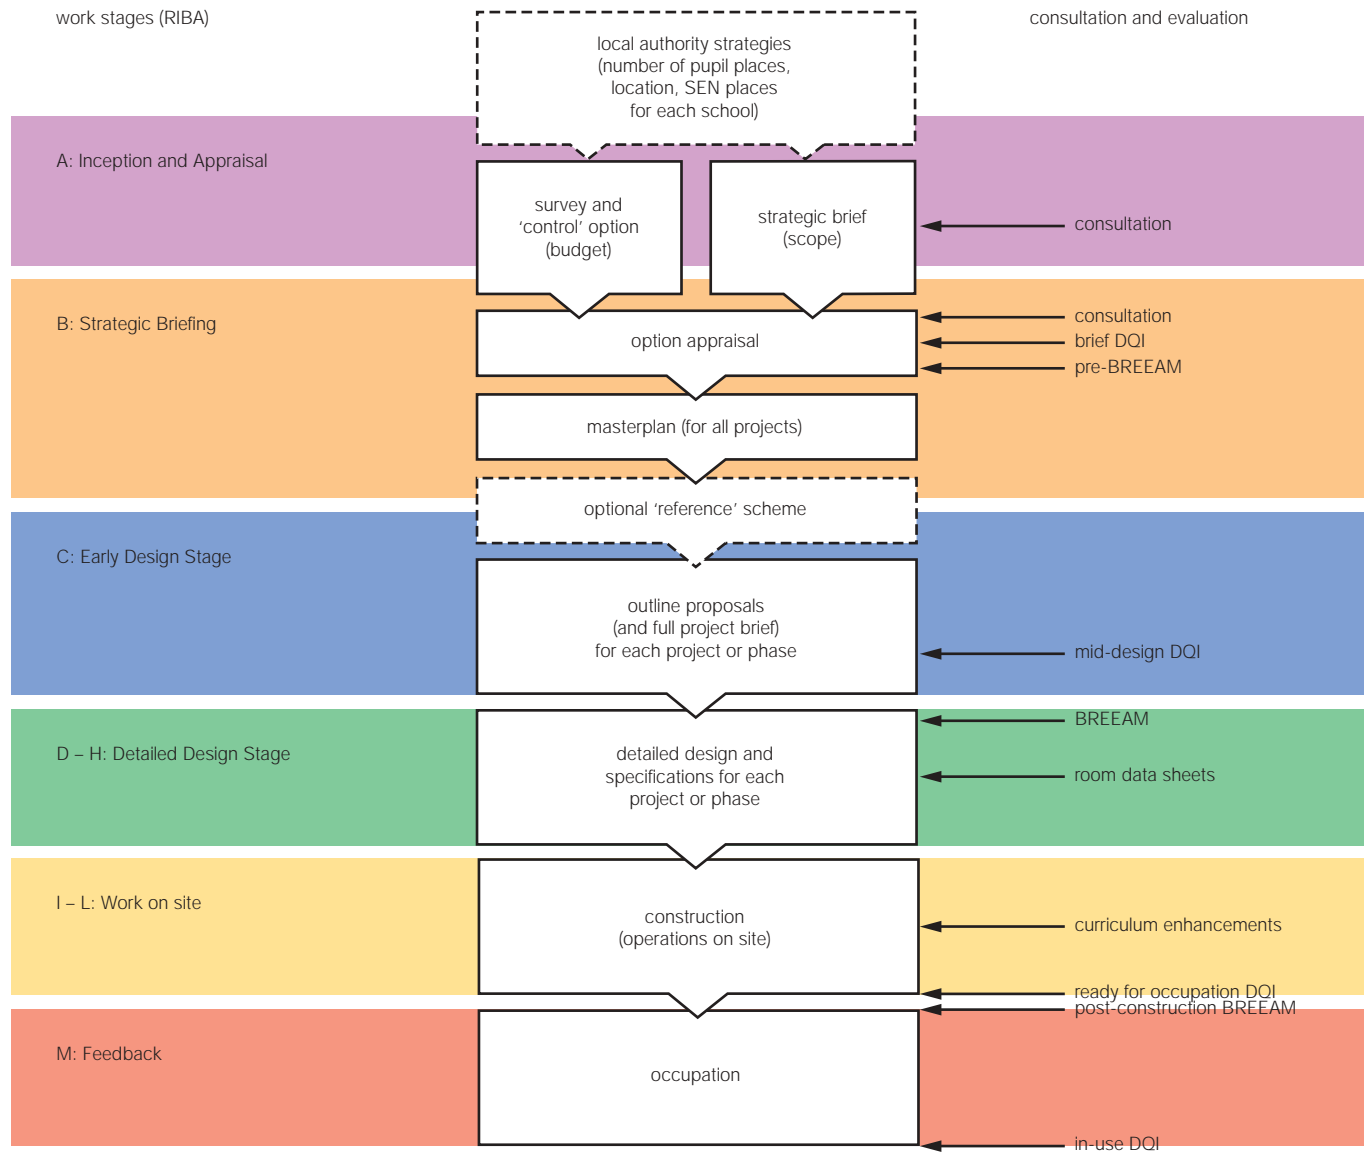 work stages (RIBA)
consultation and evaluation
local authority strategies
(number of pupil places,
location, SEN places
for each school)
A: Inception and Appraisal
survey and
‘control’ option
(budget)
strategic brief
(scope)
consultation
B: Strategic Briefing
option appraisal
consultation
brief DQI
pre-BREEAM
masterplan (for all projects)
optional ‘reference’ scheme
C: Early Design Stage
outline proposals
(and full project brief)
for each project or phase
mid-design DQI
BREEAM
D – H: Detailed Design Stage
detailed design and
specifications for each
project or phase
room data sheets
I – L: Work on site
construction
(operations on site)
curriculum enhancements
ready for occupation DQI
post-construction BREEAM
M: Feedback
occupation
in-use DQI